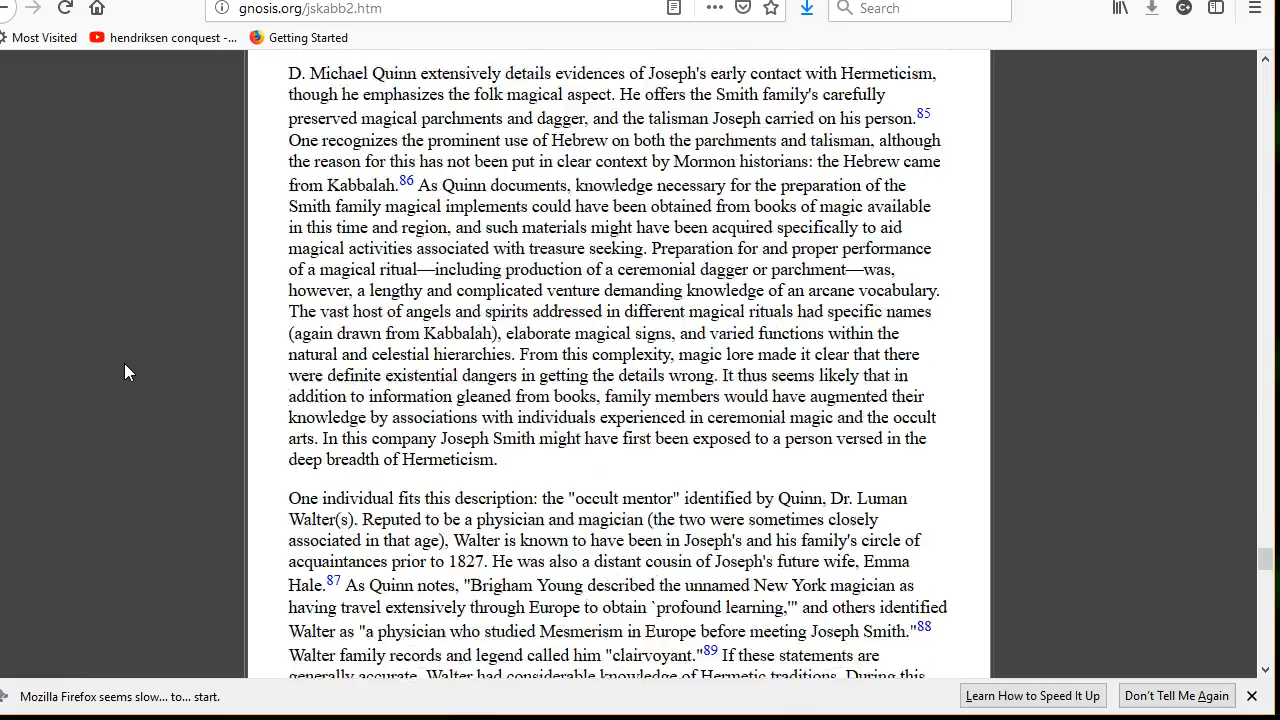 gnosis.org/jskabb2.htm
Search
Most Visited
hendriksen conquest -...
Getting Started
D. Michael Quinn extensively details evidences of Joseph's early contact with Hermeticism,
though he emphasizes the folk magical aspect. He offers the Smith family's carefully
preserved magical parchments and dagger, and the talisman Joseph carried on his person.85
One recognizes the prominent use of Hebrew on both the parchments and talisman, although
the reason for this has not been put in clear context by Mormon historians: the Hebrew came
from Kabbalah.86 As Quinn documents, knowledge necessary for the preparation of the
Smith family magical implements could have been obtained from books of magic available
in this time and region, and such materials might have been acquired specifically to aid
magical activities associated with treasure seeking. Preparation for and proper performance
of a magical ritual—including production of a ceremonial dagger or parchment—was,
however, a lengthy and complicated venture demanding knowledge of an arcane vocabulary.
The vast host of angels and spirits addressed in different magical rituals had specific names
(again drawn from Kabbalah), elaborate magical signs, and varied functions within the
natural and celestial hierarchies. From this complexity, magic lore made it clear that there
were definite existential dangers in getting the details wrong. It thus seems likely that in
addition to information gleaned from books, family members would have augmented their
knowledge by associations with individuals experienced in ceremonial magic and the occult
arts. In this company Joseph Smith might have first been exposed to a person versed in the
deep breadth of Hermeticism.
One individual fits this description: the "occult mentor" identified by Quinn, Dr. Luman
Walter(s). Reputed to be a physician and magician (the two were sometimes closely
associated in that age), Walter is known to have been in Joseph's and his family's circle of
acquaintances prior to 1827. He was also a distant cousin of Joseph's future wife, Emma
Hale.87 As Quinn notes, "Brigham Young described the unnamed New York magician as
having travel extensively through Europe to obtain `profound learning,'" and others identified
Walter as "a physician who studied Mesmerism in Europe before meeting Joseph Smith."88
Walter family records and legend called him "clairvoyant."89 If these statements are
generally accurate, Walter had considerable knowledge of Hermetic traditions. During this
Mozilla Firefox seems slow... to... start.
Learn How to Speed It Up
Don't Tell Me Again